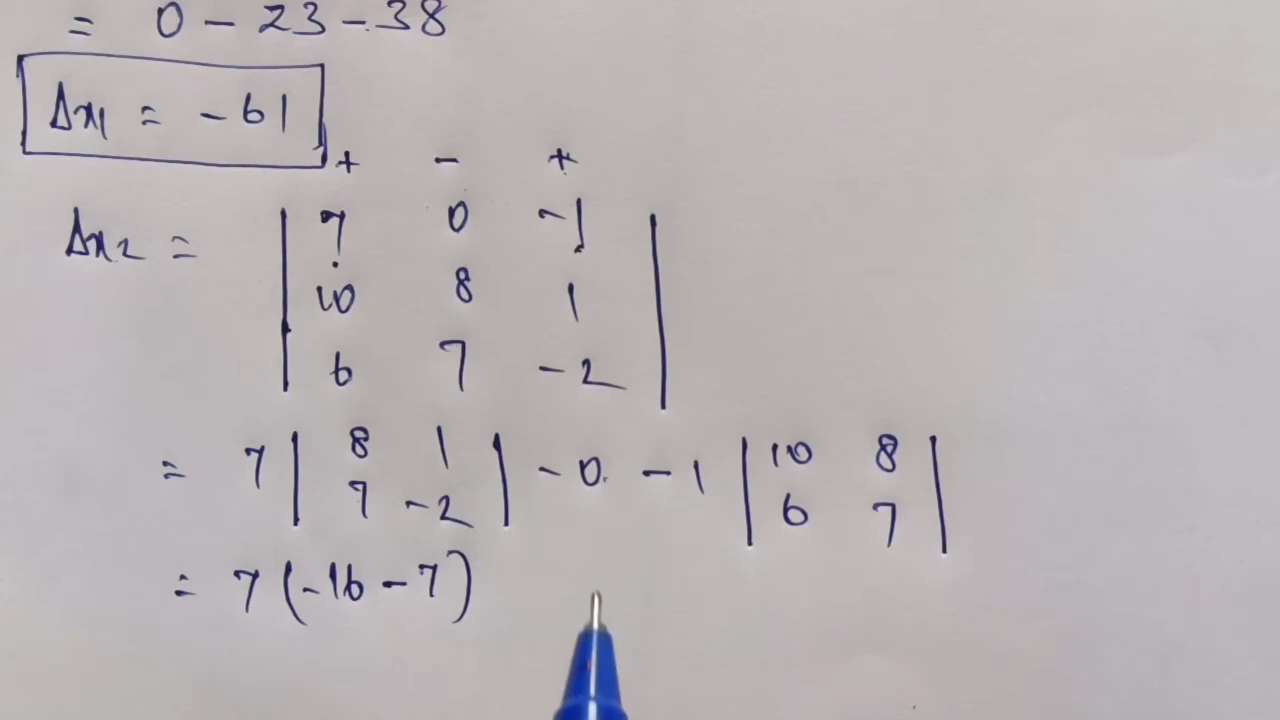 = 0 - 23 - 38
Δx1 = - 61
+ - +
Δx2 = | 7 0 -1 |
| 10 8 1 |
| 6 7 -2 |
= 7 | 8 1 | - 0 - 1 | 10 8 |
| 7 -2 | | 6 7 |
= 7 (-16 - 7)